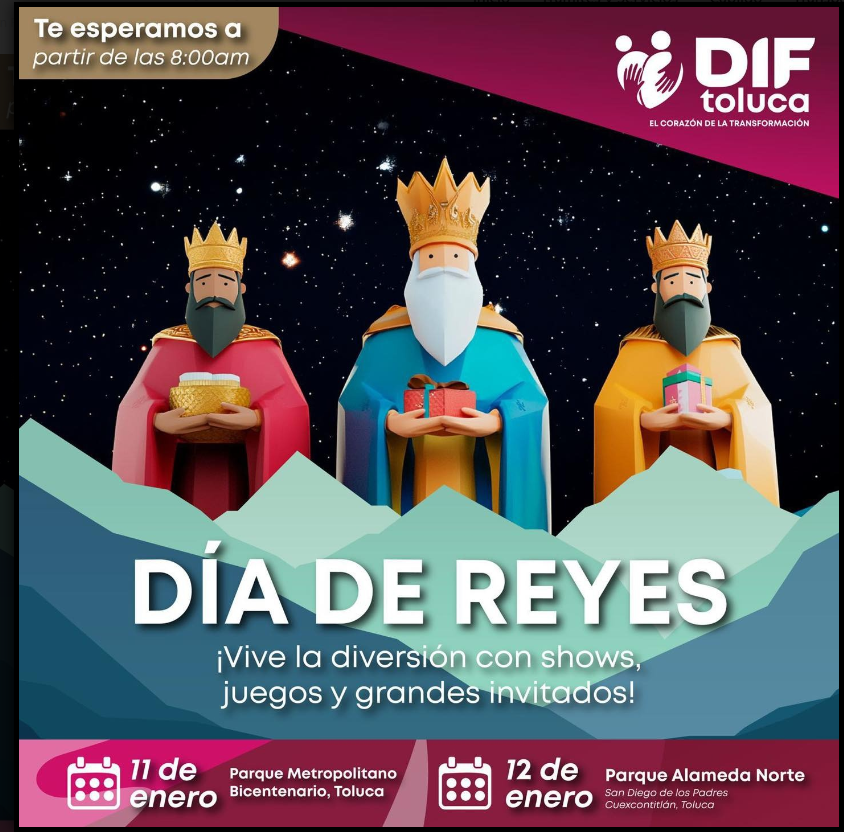 Te esperamos a
partir de las 8:00am
DIF
toluca
EL CORAZÓN DE LA TRANSFORMACIÓN
DÍA DE REYES
¡Vive la diversión con shows,
juegos y grandes invitados!
11 de
enero
Parque Metropolitano
Bicentenario, Toluca
12 de
enero
Parque Alameda Norte
San Diego de los Padres
Cuexcontitlán, Toluca